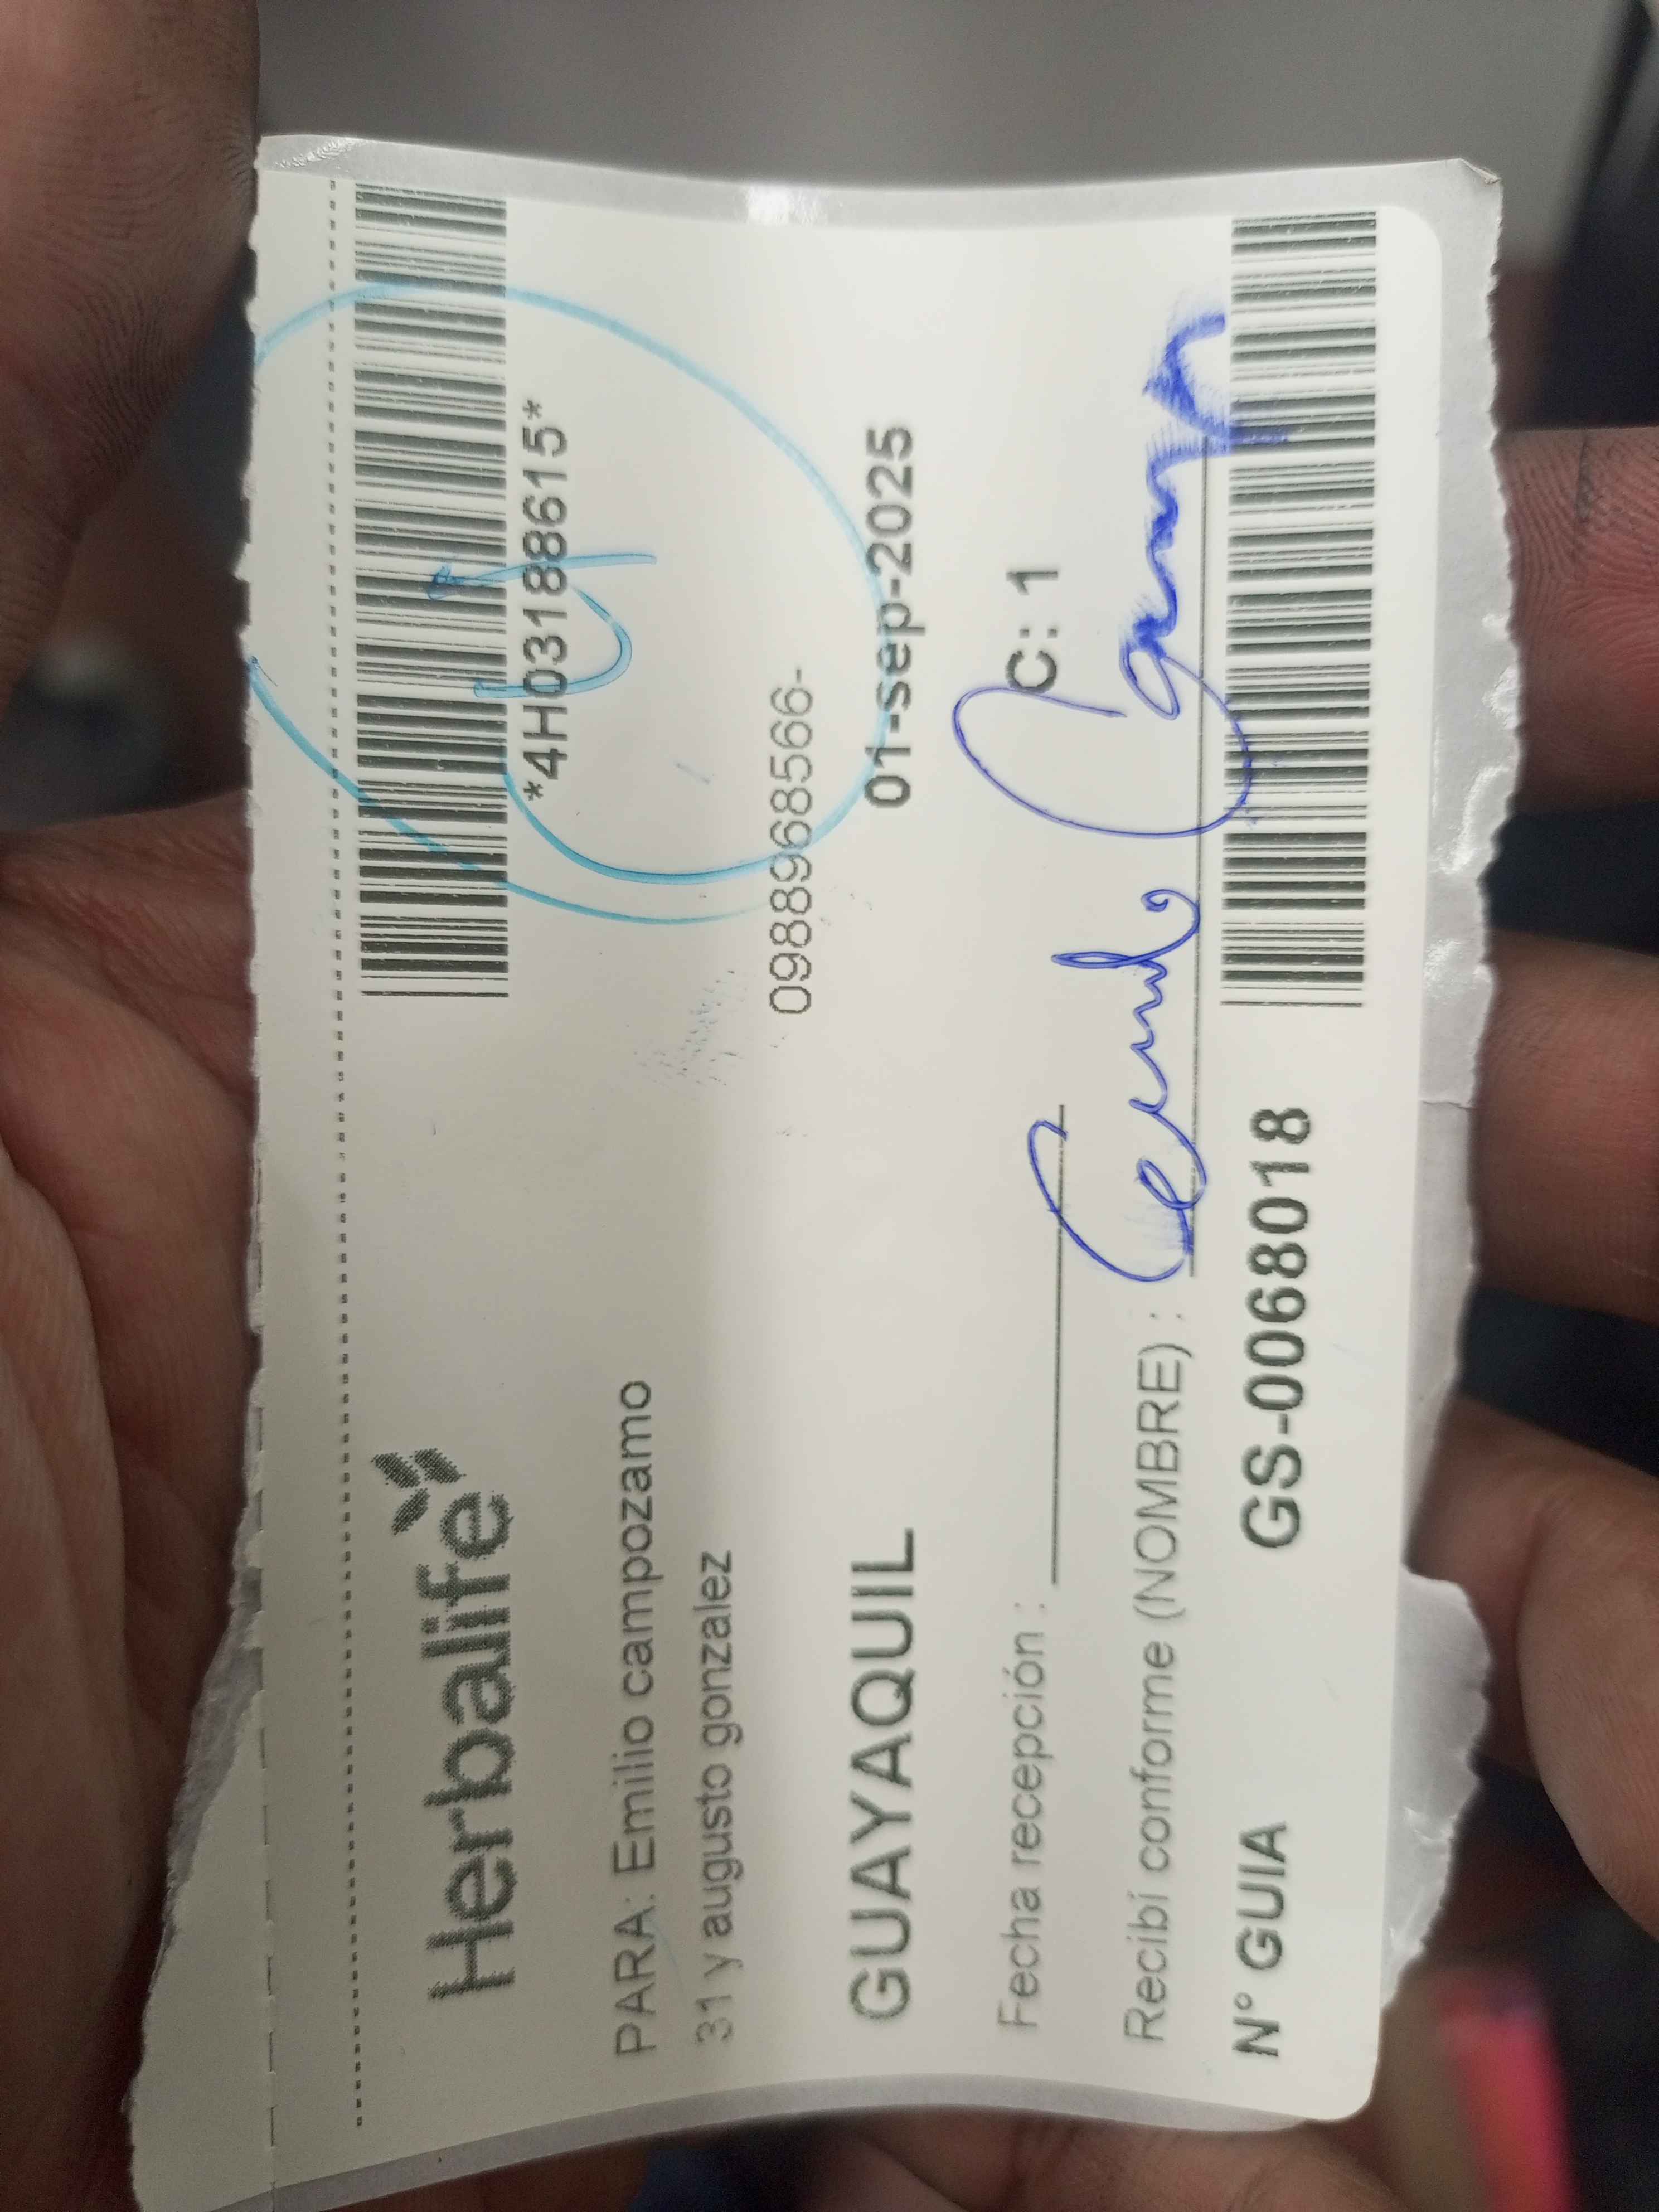 Herbalife
*4H03188615*
PARA: Emilio campozamo
31 y augusto gonzalez
0988968566-
GUAYAQUIL 01-sep-2025
Fecha recepción : C: 1
Recibí conforme (NOMBRE) :
N° GUIA GS-0068018